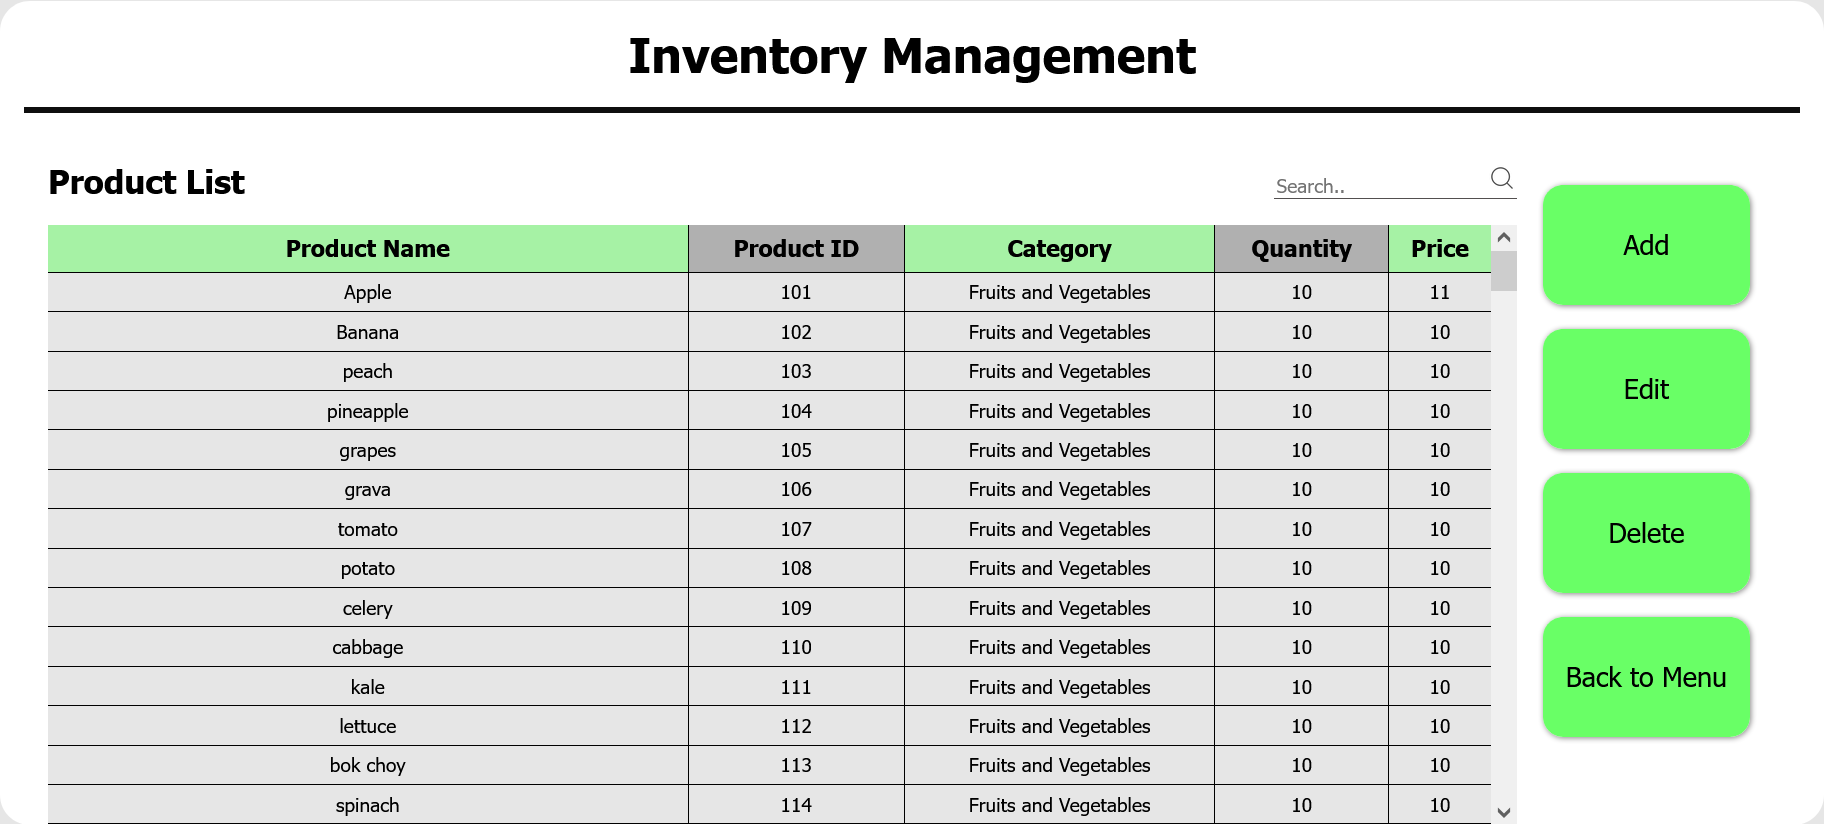 Inventory Management
Product List
Search..
Product Name Product ID Category Quantity Price
Apple 101 Fruits and Vegetables 10 11
Banana 102 Fruits and Vegetables 10 10
peach 103 Fruits and Vegetables 10 10
pineapple 104 Fruits and Vegetables 10 10
grapes 105 Fruits and Vegetables 10 10
grava 106 Fruits and Vegetables 10 10
tomato 107 Fruits and Vegetables 10 10
potato 108 Fruits and Vegetables 10 10
celery 109 Fruits and Vegetables 10 10
cabbage 110 Fruits and Vegetables 10 10
kale 111 Fruits and Vegetables 10 10
lettuce 112 Fruits and Vegetables 10 10
bok choy 113 Fruits and Vegetables 10 10
spinach 114 Fruits and Vegetables 10 10
Add
Edit
Delete
Back to Menu